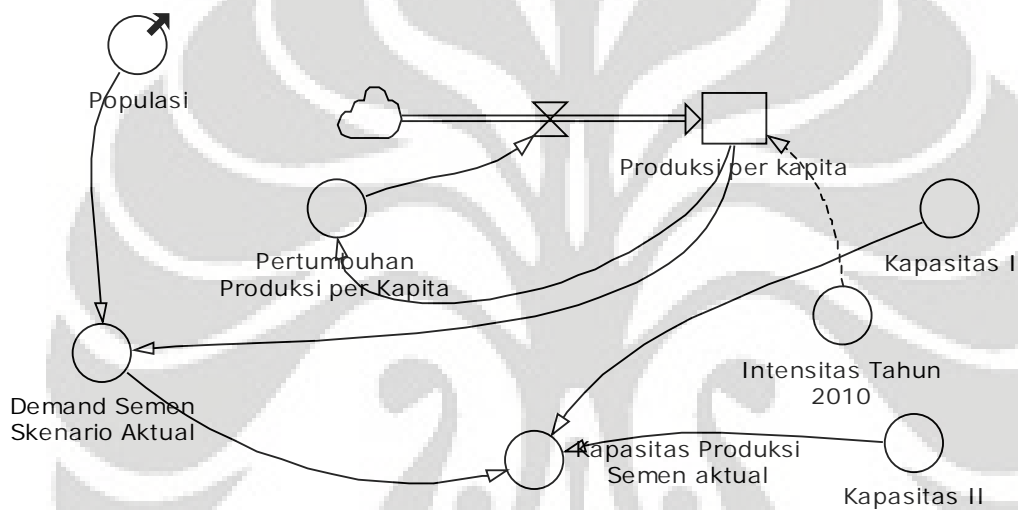 Populasi
Produksi per kapita
Pertumbuhan
Produksi per Kapita
Kapasitas I
Intensitas Tahun
2010
Demand Semen
Skenario Aktual
Kapasitas Produksi
Semen aktual
Kapasitas II